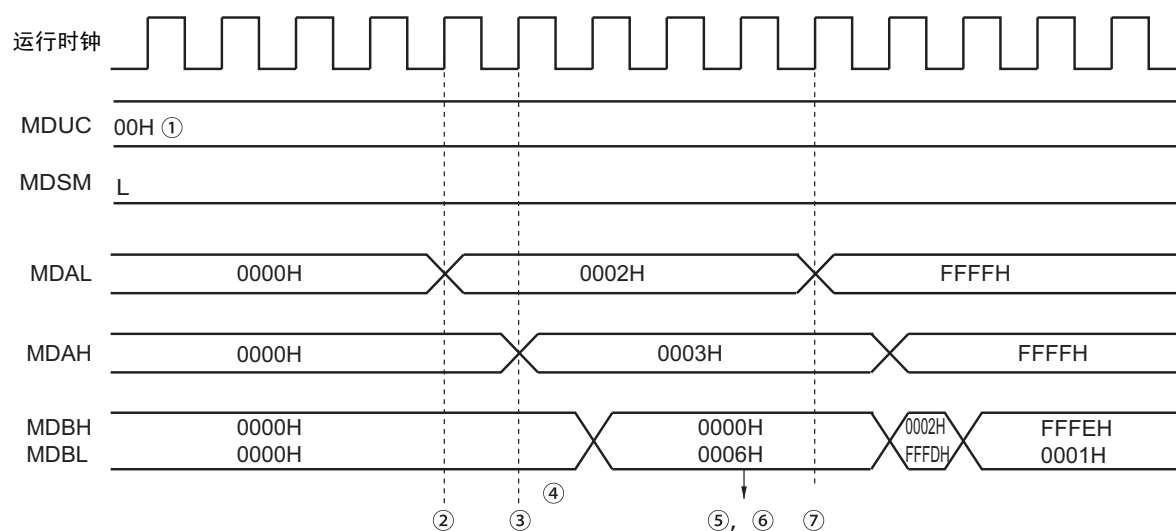 运行时钟
MDUC 00H ①
MDSM L
MDAL 0000H 0002H FFFFH
MDAH 0000H 0003H FFFFH
MDBH 0000H 0000H 0002H FFFEH
MDBL 0000H 0006H FFFDH 0001H
④
② ③ ⑤, ⑥ ⑦